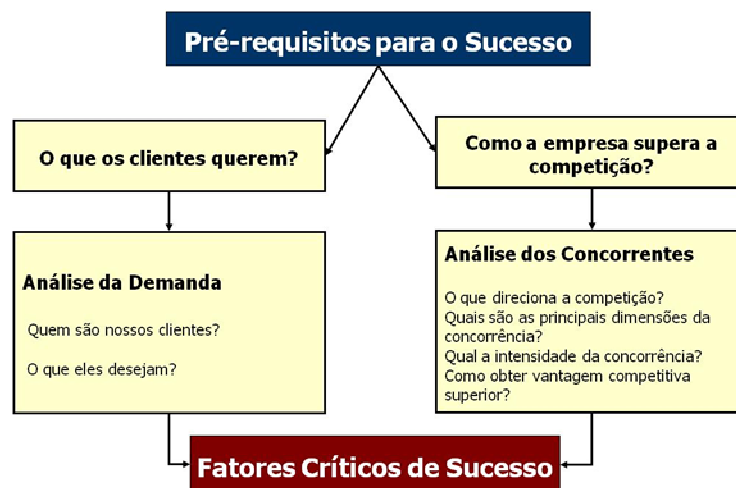 Pré-requisitos para o Sucesso
O que os clientes querem?
Como a empresa supera a
competição?
Análise da Demanda
Quem são nossos clientes?
O que eles desejam?
Análise dos Concorrentes
O que direciona a competição?
Quais são as principais dimensões da
concorrência?
Qual a intensidade da concorrência?
Como obter vantagem competitiva
superior?
Fatores Críticos de Sucesso